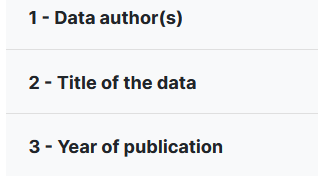 1 - Data author(s)
2 - Title of the data
3 - Year of publication